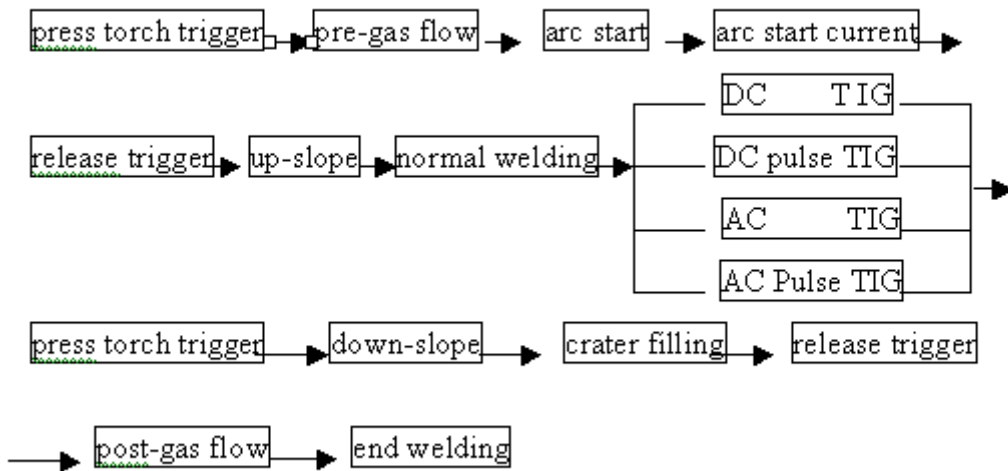 press torch trigger pre-gas flow arc start arc start current
DC TIG
release trigger up-slope normal welding DC pulse TIG
AC TIG
AC Pulse TIG
press torch trigger down-slope crater filling release trigger
post-gas flow end welding